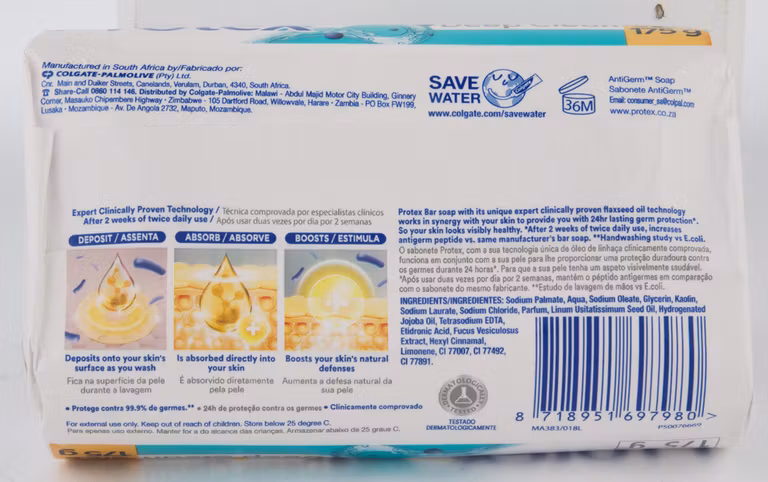 Deep Clean
175 g
Manufactured in South Africa by/Fabricado por:
COLGATE-PALMOLIVE (Pty) Ltd.
Cnr. Main and Duiker Streets, Canelands, Verulam, Durban, 4340, South Africa.
Share-Call 0860 114 146. Distributed by Colgate-Palmolive: Malawi - Abdul Majid Motor City Building, Ginnery
Corner, Masauko Chipembere Highway • Zimbabwe - 105 Dartford Road, Willowvale, Harare • Zambia - PO Box FW199,
Lusaka • Mozambique - Av. De Angola 2732, Maputo, Mozambique.
SAVE
WATER
www.colgate.com/savewater
36M
AntiGerm™ Soap
Sabonete AntiGerm™
Email: consumer_sa@colpal.com
www.protex.co.za
Expert Clinically Proven Technology / Técnica comprovada por especialistas clínicos
After 2 weeks of twice daily use / Após usar duas vezes por dia por 2 semanas
DEPOSIT / ASSENTA
ABSORB / ABSORVE
BOOSTS / ESTIMULA
Deposits onto your skin's
surface as you wash
Fica na superfície da pele
durante a lavagem
Is absorbed directly into
your skin
É absorvido diretamente
pela pele
Boosts your skin's natural
defenses
Aumenta a defesa natural da
sua pele
• Protege contra 99.9% de germes.** • 24h de proteção contra os germes • Clinicamente comprovado
For external use only. Keep out of reach of children. Store below 25 degree C.
Para apenas uso externo. Manter for a do alcance das crianças. Armazenar abaixo de 25 graus C.
Protex Bar soap with its unique expert clinically proven flaxseed oil technology
works in synergy with your skin to provide you with 24hr lasting germ protection*.
So your skin looks visibly healthy. *After 2 weeks of twice daily use, increases
antigerm peptide vs. same manufacturer's bar soap. **Handwashing study vs E.coli.
O sabonete Protex, com a sua tecnologia única de óleo de linhaça clinicamente comprovada,
funciona em conjunto com a sua pele para lhe proporcionar uma proteção duradoura contra
os germes durante 24 horas*. Para que a sua pele tenha um aspeto visivelmente saudável.
*Após usar duas vezes por dia por 2 semanas, mantém o péptido antigermes em comparação
com o sabonete do mesmo fabricante. **Estudo de lavagem de mãos vs E.coli.
INGREDIENTS/INGREDIENTES: Sodium Palmate, Aqua, Sodium Oleate, Glycerin, Kaolin,
Sodium Laurate, Sodium Chloride, Parfum, Linum Usitatissimum Seed Oil, Hydrogenated
Jojoba Oil, Tetrasodium EDTA,
Etidronic Acid, Fucus Vesiculosus
Extract, Hexyl Cinnamal,
Limonene, CI 77007, CI 77492,
CI 77891.
DERMATOLOGICALLY
TESTED
TESTADO
DERMATOLOGICAMENTE
8 718951 697980 >
MA383/018L
P50076669
175 g
175 g